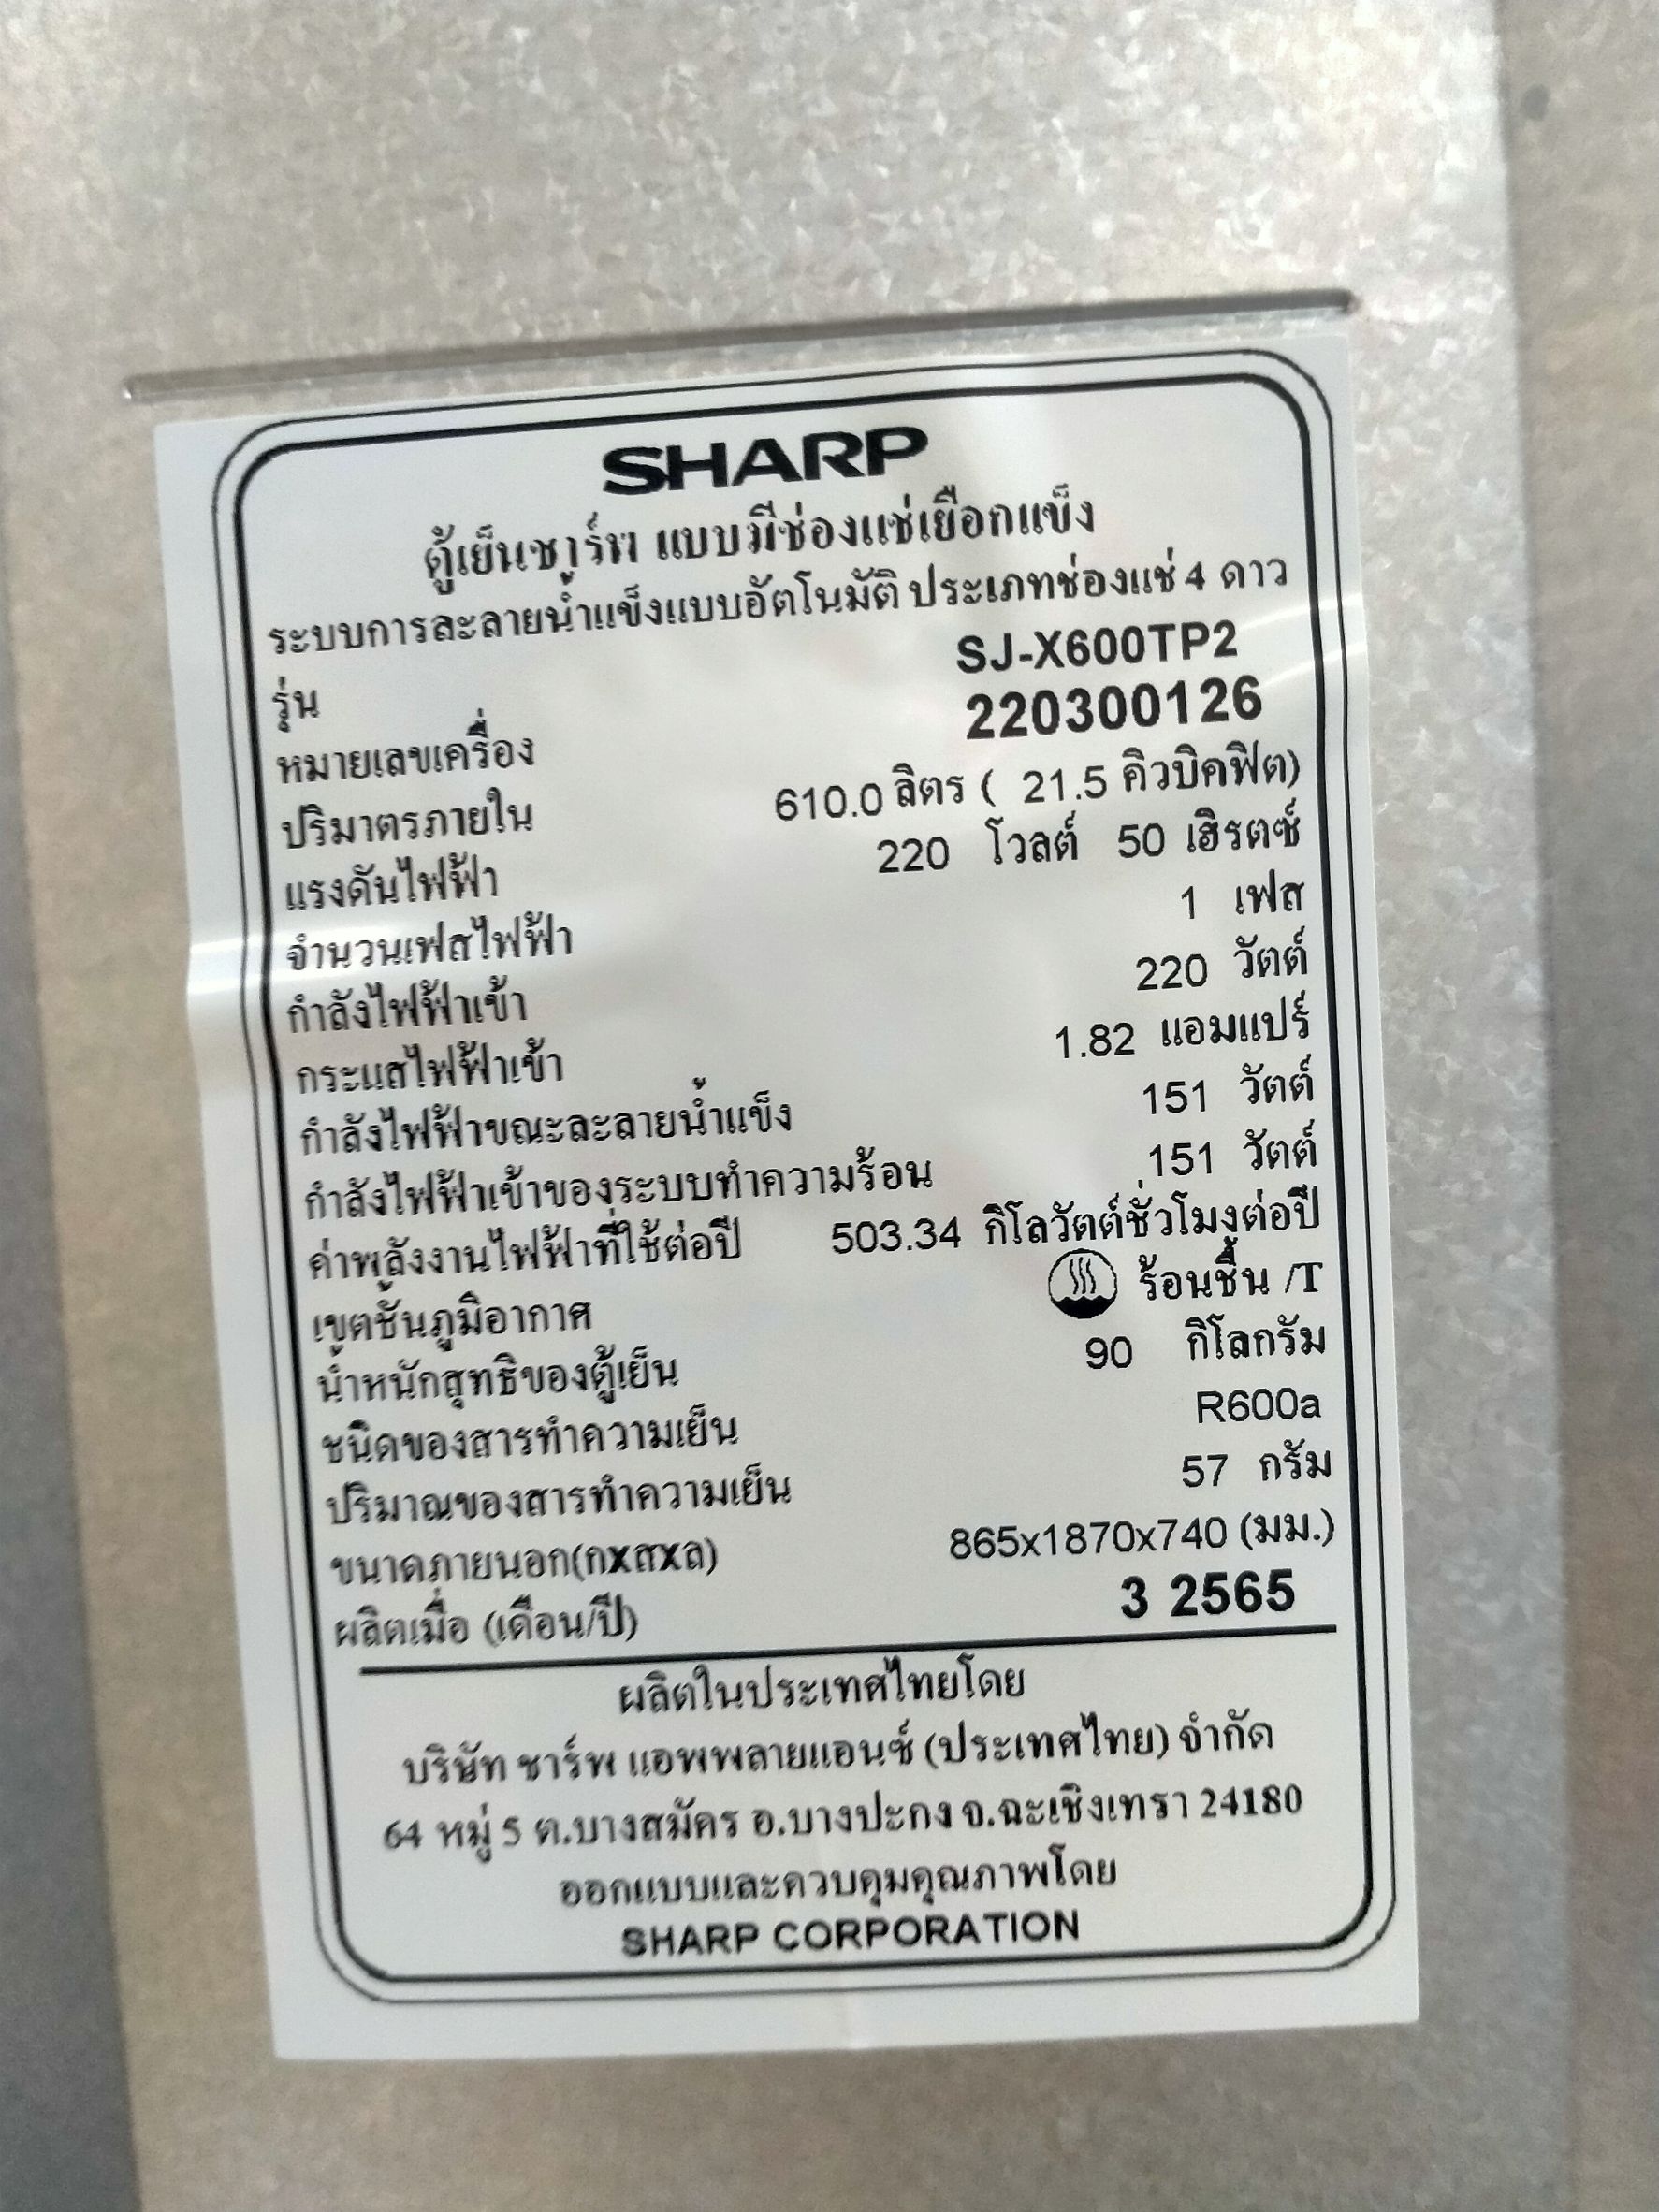 SHARP
ตู้เย็นชาร์พ แบบมีช่องแช่เยือกแข็ง
ระบบการละลายน้ำแข็งแบบอัตโนมัติ ประเภทช่องแช่ 4 ดาว
รุ่น SJ-X600TP2
หมายเลขเครื่อง 220300126
ปริมาตรภายใน 610.0 ลิตร ( 21.5 คิวบิคฟิต)
แรงดันไฟฟ้า 220 โวลต์ 50 เฮิรตซ์
จำนวนเฟสไฟฟ้า 1 เฟส
กำลังไฟฟ้าเข้า 220 วัตต์
กระแสไฟฟ้าเข้า 1.82 แอมแปร์
กำลังไฟฟ้าขณะละลายน้ำแข็ง 151 วัตต์
กำลังไฟฟ้าเข้าของระบบทำความร้อน 151 วัตต์
ค่าพลังงานไฟฟ้าที่ใช้ต่อปี 503.34 กิโลวัตต์ชั่วโมงต่อปี
เขตชั้นภูมิอากาศ ร้อนชื้น /T
น้ำหนักสุทธิของตู้เย็น 90 กิโลกรัม
ชนิดของสารทำความเย็น R600a
ปริมาณของสารทำความเย็น 57 กรัม
ขนาดภายนอก(กxสxล) 865x1870x740 (มม.)
ผลิตเมื่อ (เดือน/ปี) 3 2565
ผลิตในประเทศไทยโดย
บริษัท ชาร์พ แอพพลายแอนซ์ (ประเทศไทย) จำกัด
64 หมู่ 5 ต.บางสมัคร อ.บางปะกง จ.ฉะเชิงเทรา 24180
ออกแบบและควบคุมคุณภาพโดย
SHARP CORPORATION